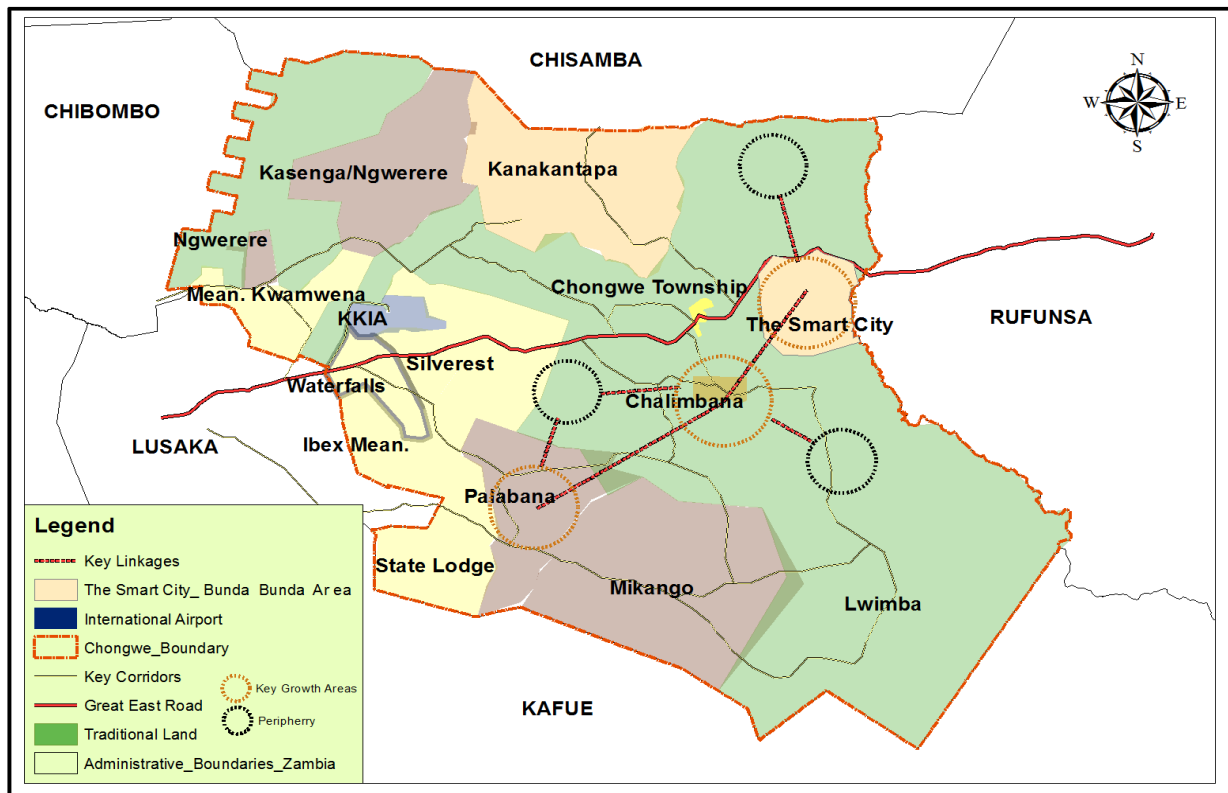 CHISAMBA
CHIBOMBO
N
W
E
S
Kasenga/Ngwerere
Kanakantapa
Ngwerere
Mean. Kwamwena
KKIA
Chongwe Township
The Smart City
RUFUNSA
Silverest
Waterfalls
Chalimbana
LUSAKA
Ibex Mean.
Palabana
State Lodge
Mikango
Lwimba
KAFUE
Legend
Key Linkages
The Smart City_ Bunda Bunda Ar ea
International Airport
Chongwe_Boundary
Key Corridors
Great East Road
Traditional Land
Administrative_Boundaries_Zambia
Key Growth Areas
Peripherry